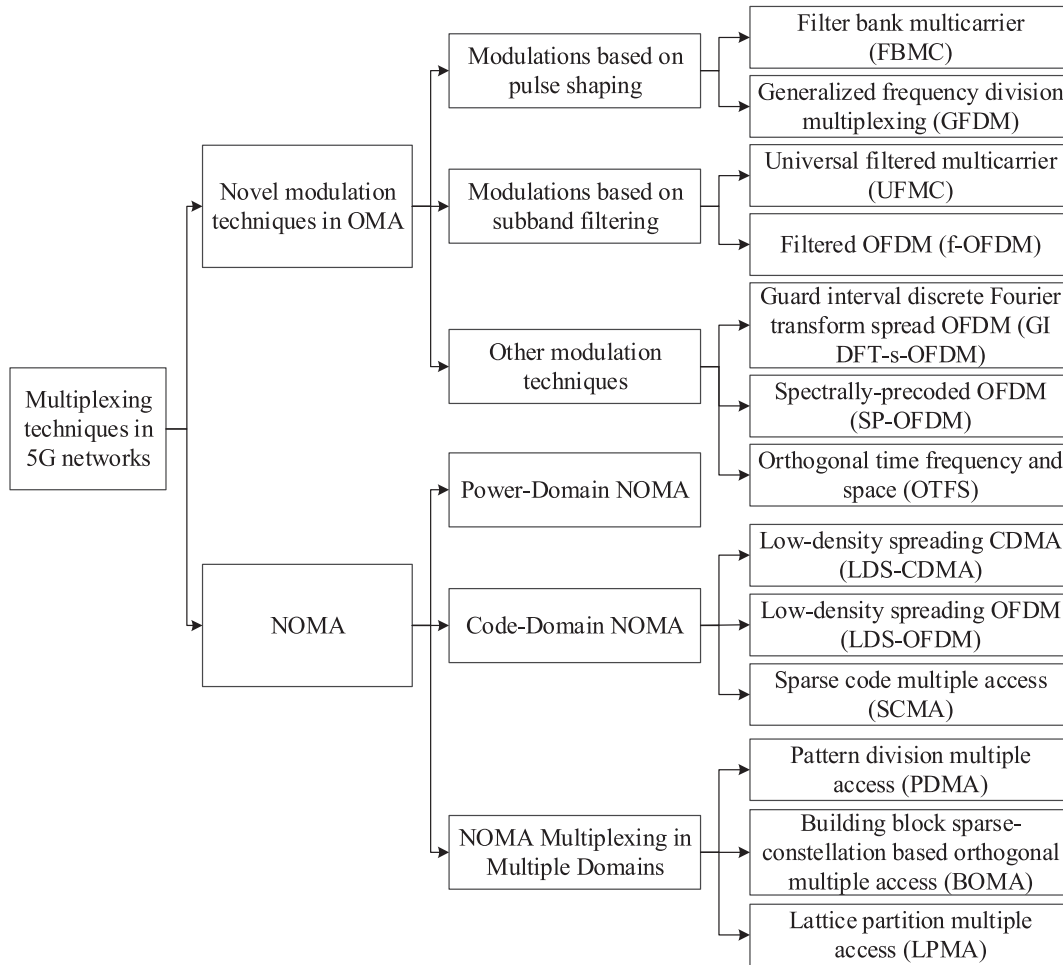 Multiplexing
techniques in
5G networks
Novel modulation
techniques in OMA
Modulations based on
pulse shaping
Filter bank multicarrier
(FBMC)
Generalized frequency division
multiplexing (GFDM)
Modulations based on
subband filtering
Universal filtered multicarrier
(UFMC)
Filtered OFDM (f-OFDM)
Other modulation
techniques
Guard interval discrete Fourier
transform spread OFDM (GI
DFT-s-OFDM)
Spectrally-precoded OFDM
(SP-OFDM)
Orthogonal time frequency and
space (OTFS)
NOMA
Power-Domain NOMA
Code-Domain NOMA
Low-density spreading CDMA
(LDS-CDMA)
Low-density spreading OFDM
(LDS-OFDM)
Sparse code multiple access
(SCMA)
NOMA Multiplexing in
Multiple Domains
Pattern division multiple
access (PDMA)
Building block sparse-
constellation based orthogonal
multiple access (BOMA)
Lattice partition multiple
access (LPMA)